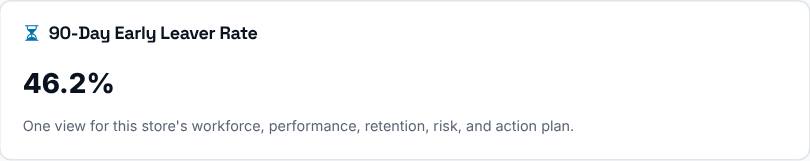 90-Day Early Leaver Rate
46.2%
One view for this store's workforce, performance, retention, risk, and action plan.